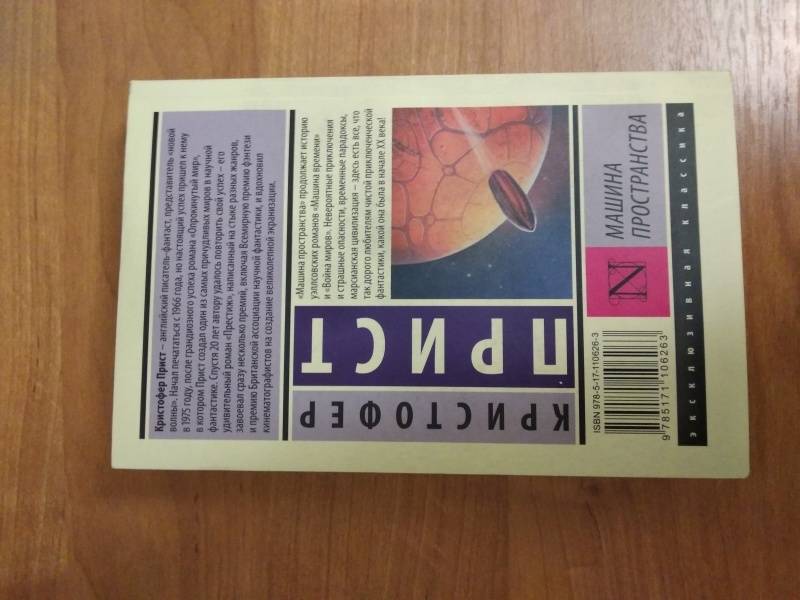 Кристофер Прист – английский писатель-фантаст, представитель «новой
волны». Начал печататься с 1966 года, но настоящий успех пришел к нему
в 1975 году, после грандиозного успеха романа «Опрокинутый мир»,
в котором Прист создал один из самых причудливых миров в научной
фантастике. Спустя 20 лет автору удалось повторить свой успех – его
удивительный роман «Престиж», написанный на стыке разных жанров,
завоевал сразу несколько премий, включая Всемирную премию фэнтези
и премию Британской ассоциации научной фантастики, и вдохновил
кинематографистов на создание великолепной экранизации.
КРИСТОФЕР
ПРИСТ
«Машина пространства» продолжает историю
уэллсовских романов «Машина времени»
и «Война миров». Невероятные приключения
и страшные опасности, временные парадоксы,
марсианская цивилизация – здесь есть все, что
так дорого любителям чистой приключенческой
фантастики, какой она была в начале XX века!
ISBN 978-5-17-110626-3
9 785171 106263
N
МАШИНА
ПРОСТРАНСТВА
эксклюзивная классика